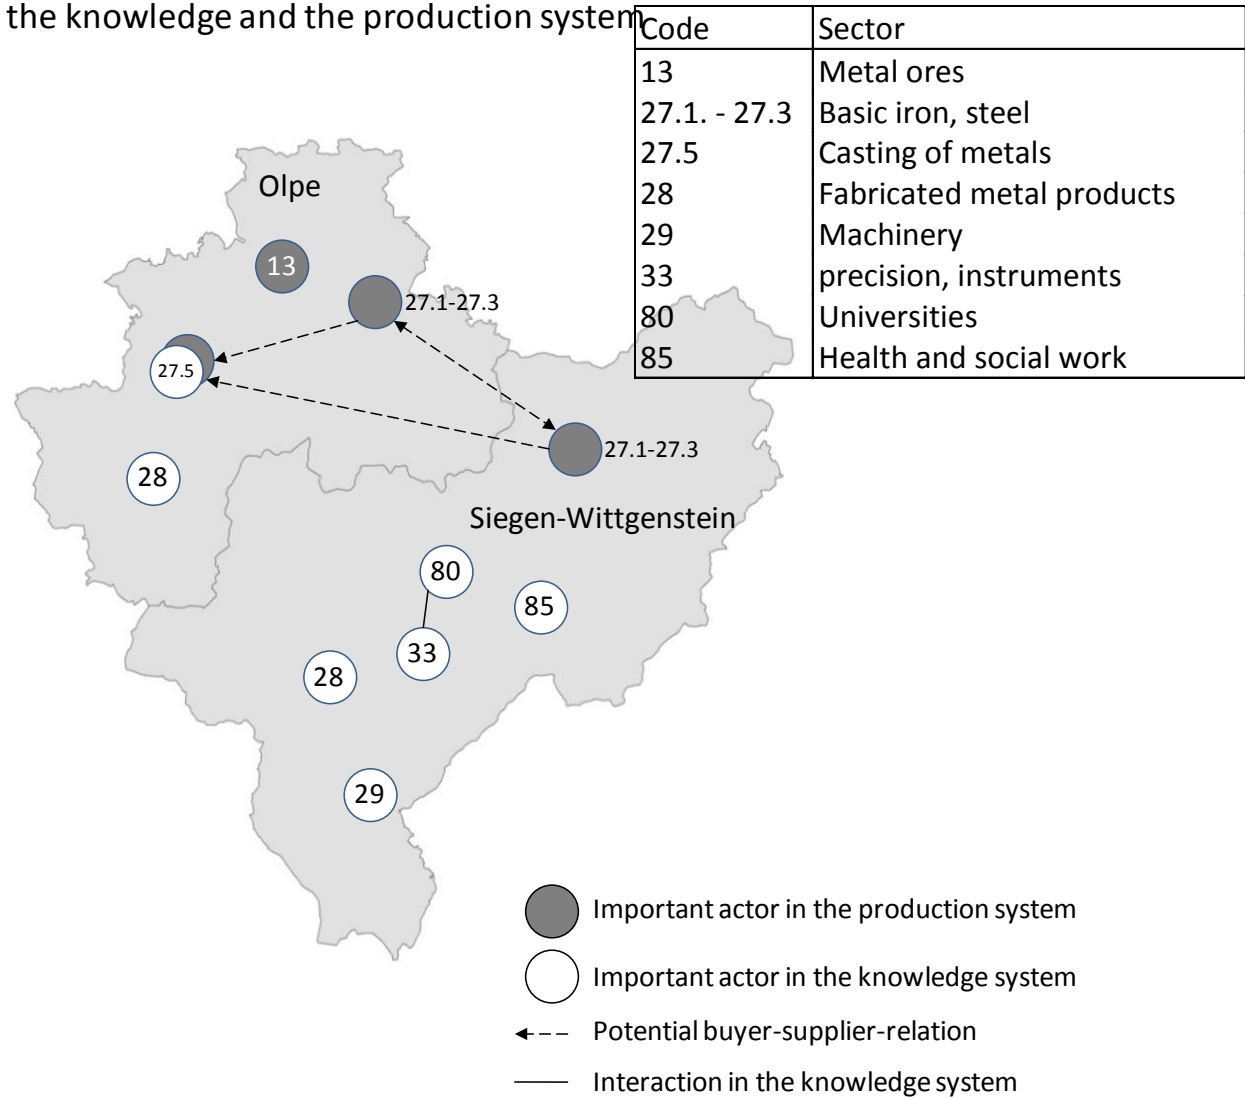 the knowledge and the production system
Code Sector
13 Metal ores
27.1. - 27.3 Basic iron, steel
27.5 Casting of metals
28 Fabricated metal products
29 Machinery
33 precision, instruments
80 Universities
85 Health and social work
Olpe
13
27.1-27.3
27.5
27.1-27.3
28
Siegen-Wittgenstein
80
85
33
28
29
Important actor in the production system
Important actor in the knowledge system
Potential buyer-supplier-relation
Interaction in the knowledge system